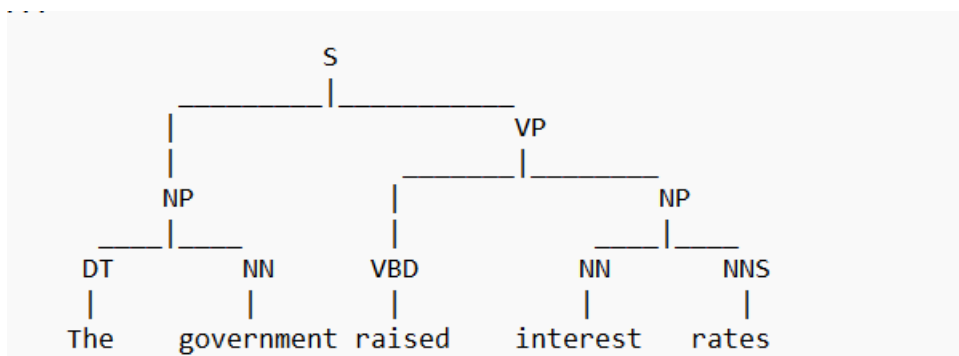 S
VP
NP NP
DT NN VBD NN NNS
The government raised interest rates